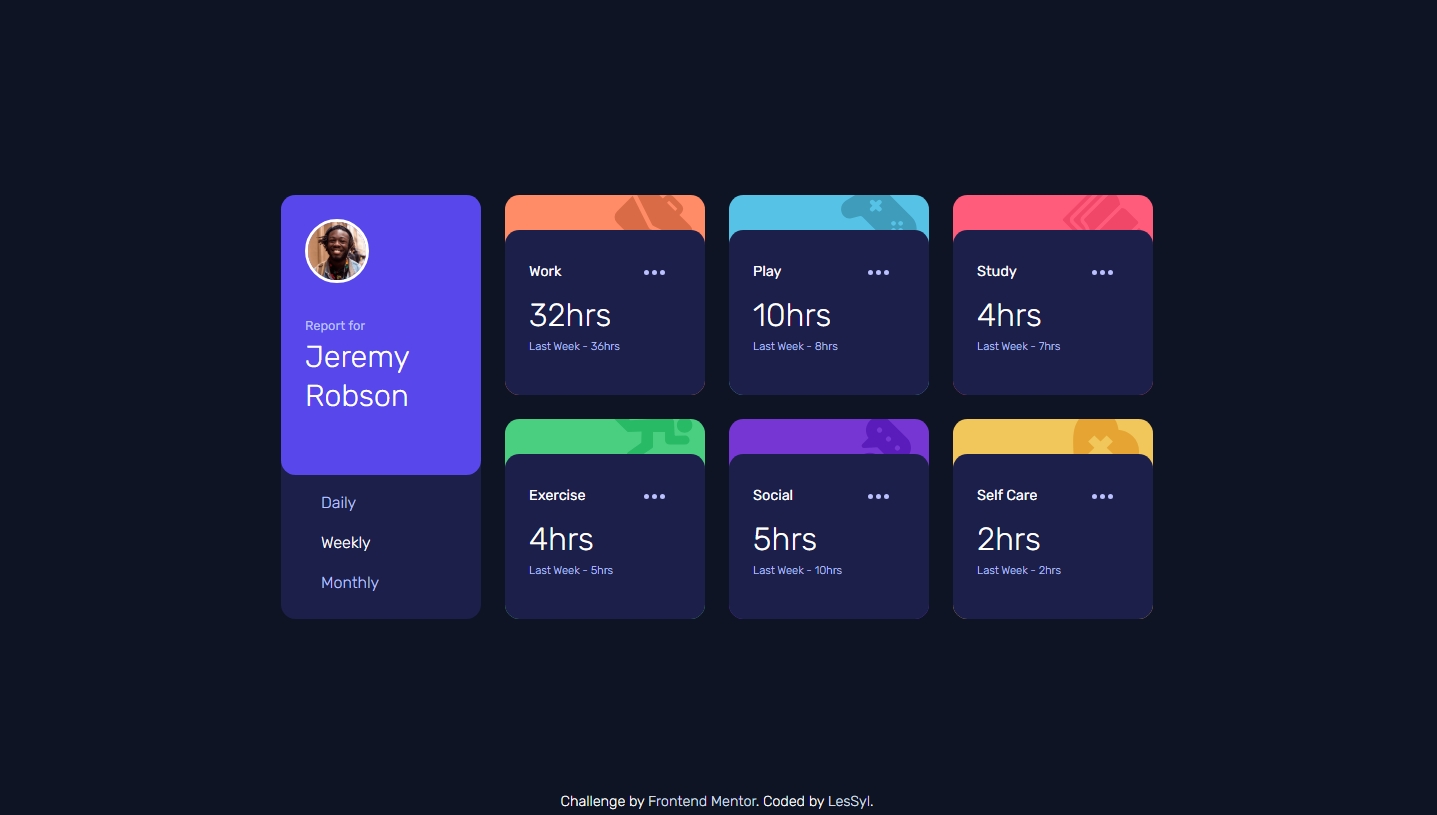 Report for
Jeremy
Robson
Daily
Weekly
Monthly
Work
32hrs
Last Week - 36hrs
Play
10hrs
Last Week - 8hrs
Study
4hrs
Last Week - 7hrs
Exercise
4hrs
Last Week - 5hrs
Social
5hrs
Last Week - 10hrs
Self Care
2hrs
Last Week - 2hrs
Challenge by Frontend Mentor. Coded by LesSyl.